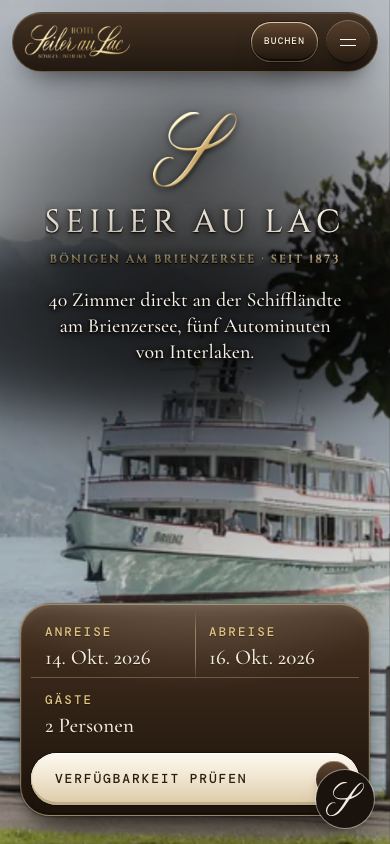 HOTEL
Seiler au Lac
BUCHEN
S
SEILER AU LAC
BÖNIGEN AM BRIENZERSEE · SEIT 1873
40 Zimmer direkt an der Schiffländte
am Brienzersee, fünf Autominuten
von Interlaken.
BRIENZ
ANREISE
ABREISE
14. Okt. 2026
16. Okt. 2026
GÄSTE
2 Personen
VERFÜGBARKEIT PRÜFEN
S